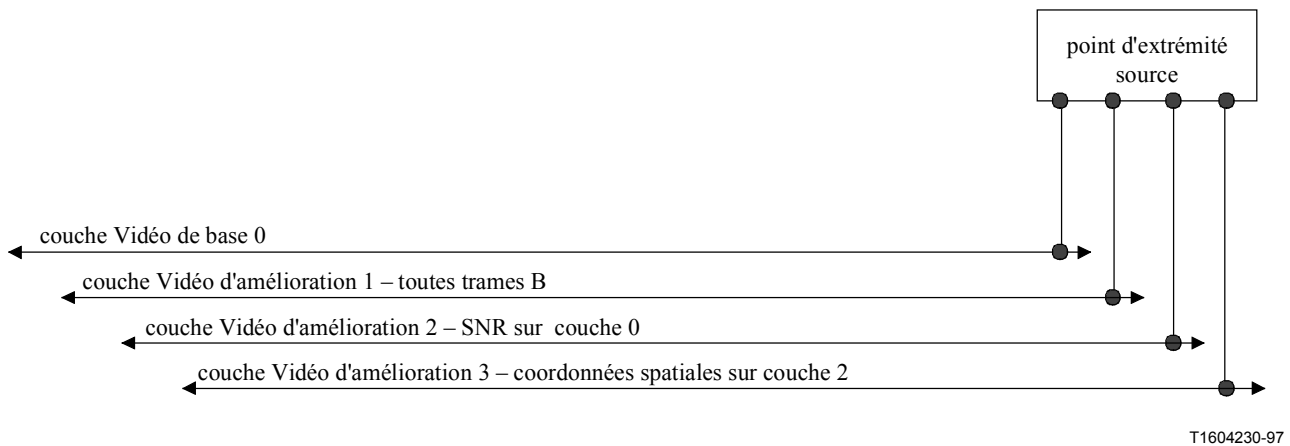 point d'extrémité
source
couche Vidéo de base 0
couche Vidéo d'amélioration 1 – toutes trames B
couche Vidéo d'amélioration 2 – SNR sur couche 0
couche Vidéo d'amélioration 3 – coordonnées spatiales sur couche 2
T1604230-97